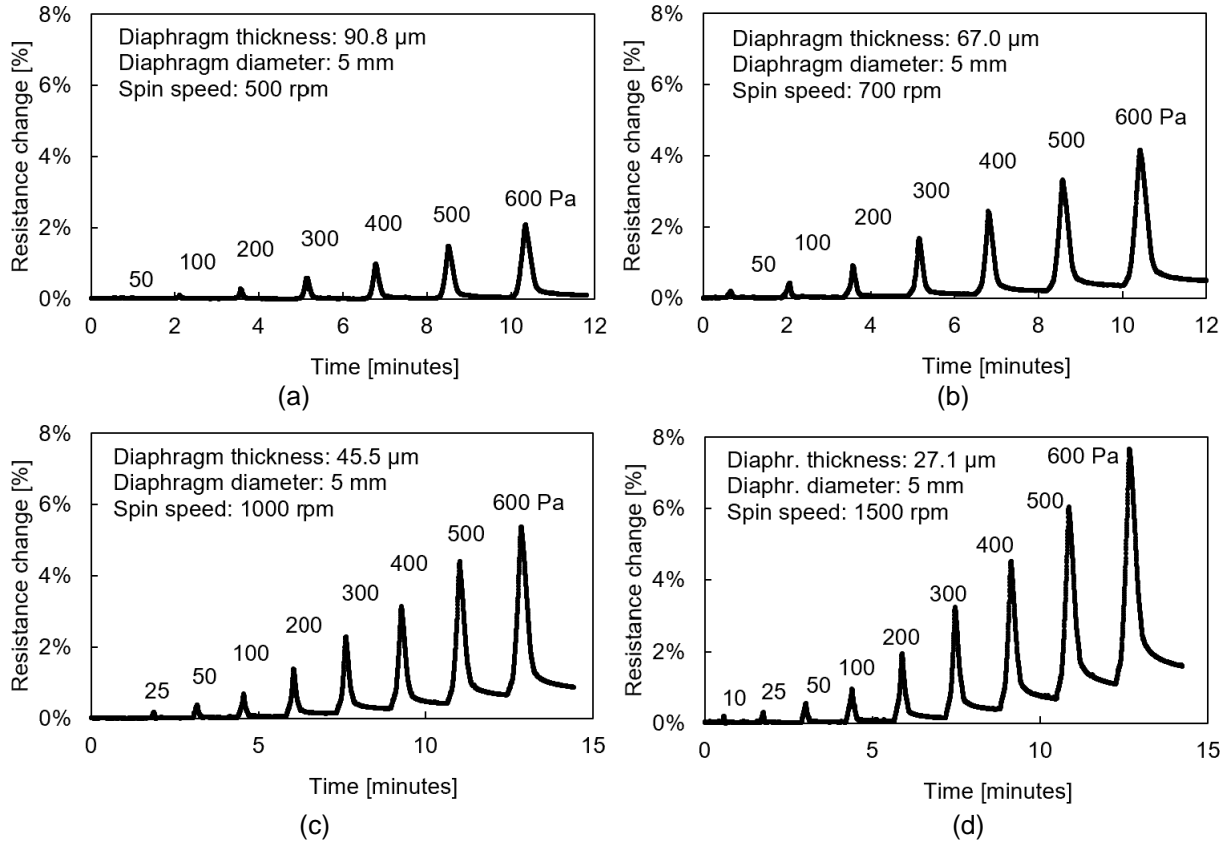 8%
6%
4%
2%
0%
Resistance change [%]
Diaphragm thickness: 90.8 µm
Diaphragm diameter: 5 mm
Spin speed: 500 rpm
50
100
200
300
400
500
600 Pa
0
2
4
6
8
10
12
Time [minutes]
(a)
8%
6%
4%
2%
0%
Resistance change [%]
Diaphragm thickness: 67.0 µm
Diaphragm diameter: 5 mm
Spin speed: 700 rpm
50
100
200
300
400
500
600 Pa
0
2
4
6
8
10
12
Time [minutes]
(b)
8%
6%
4%
2%
0%
Resistance change [%]
Diaphragm thickness: 45.5 µm
Diaphragm diameter: 5 mm
Spin speed: 1000 rpm
25
50
100
200
300
400
500
600 Pa
0
5
10
15
Time [minutes]
(c)
8%
6%
4%
2%
0%
Resistance change [%]
Diaphr. thickness: 27.1 µm
Diaphr. diameter: 5 mm
Spin speed: 1500 rpm
10
25
50
100
200
300
400
500
600 Pa
0
5
10
15
Time [minutes]
(d)